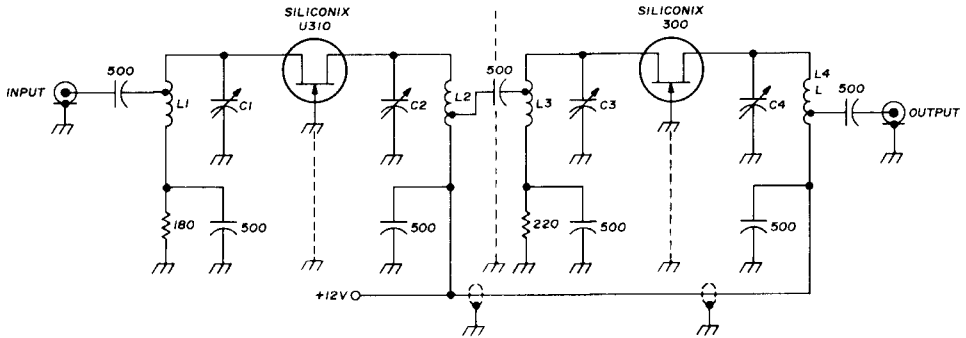 SILICONIX
U310
SILICONIX
300
500
500
L4
L
500
INPUT
L1
C1
C2
L2
L3
C3
C4
OUTPUT
180
500
500
220
500
500
+12V